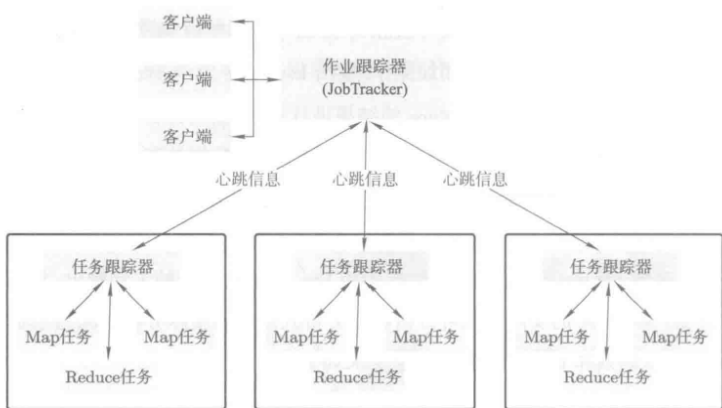 客户端
客户端
客户端
作业跟踪器
(JobTracker)
心跳信息 心跳信息 心跳信息
任务跟踪器 任务跟踪器 任务跟踪器
Map任务 Map任务 Map任务 Map任务 Map任务 Map任务
Reduce任务 Reduce任务 Reduce任务